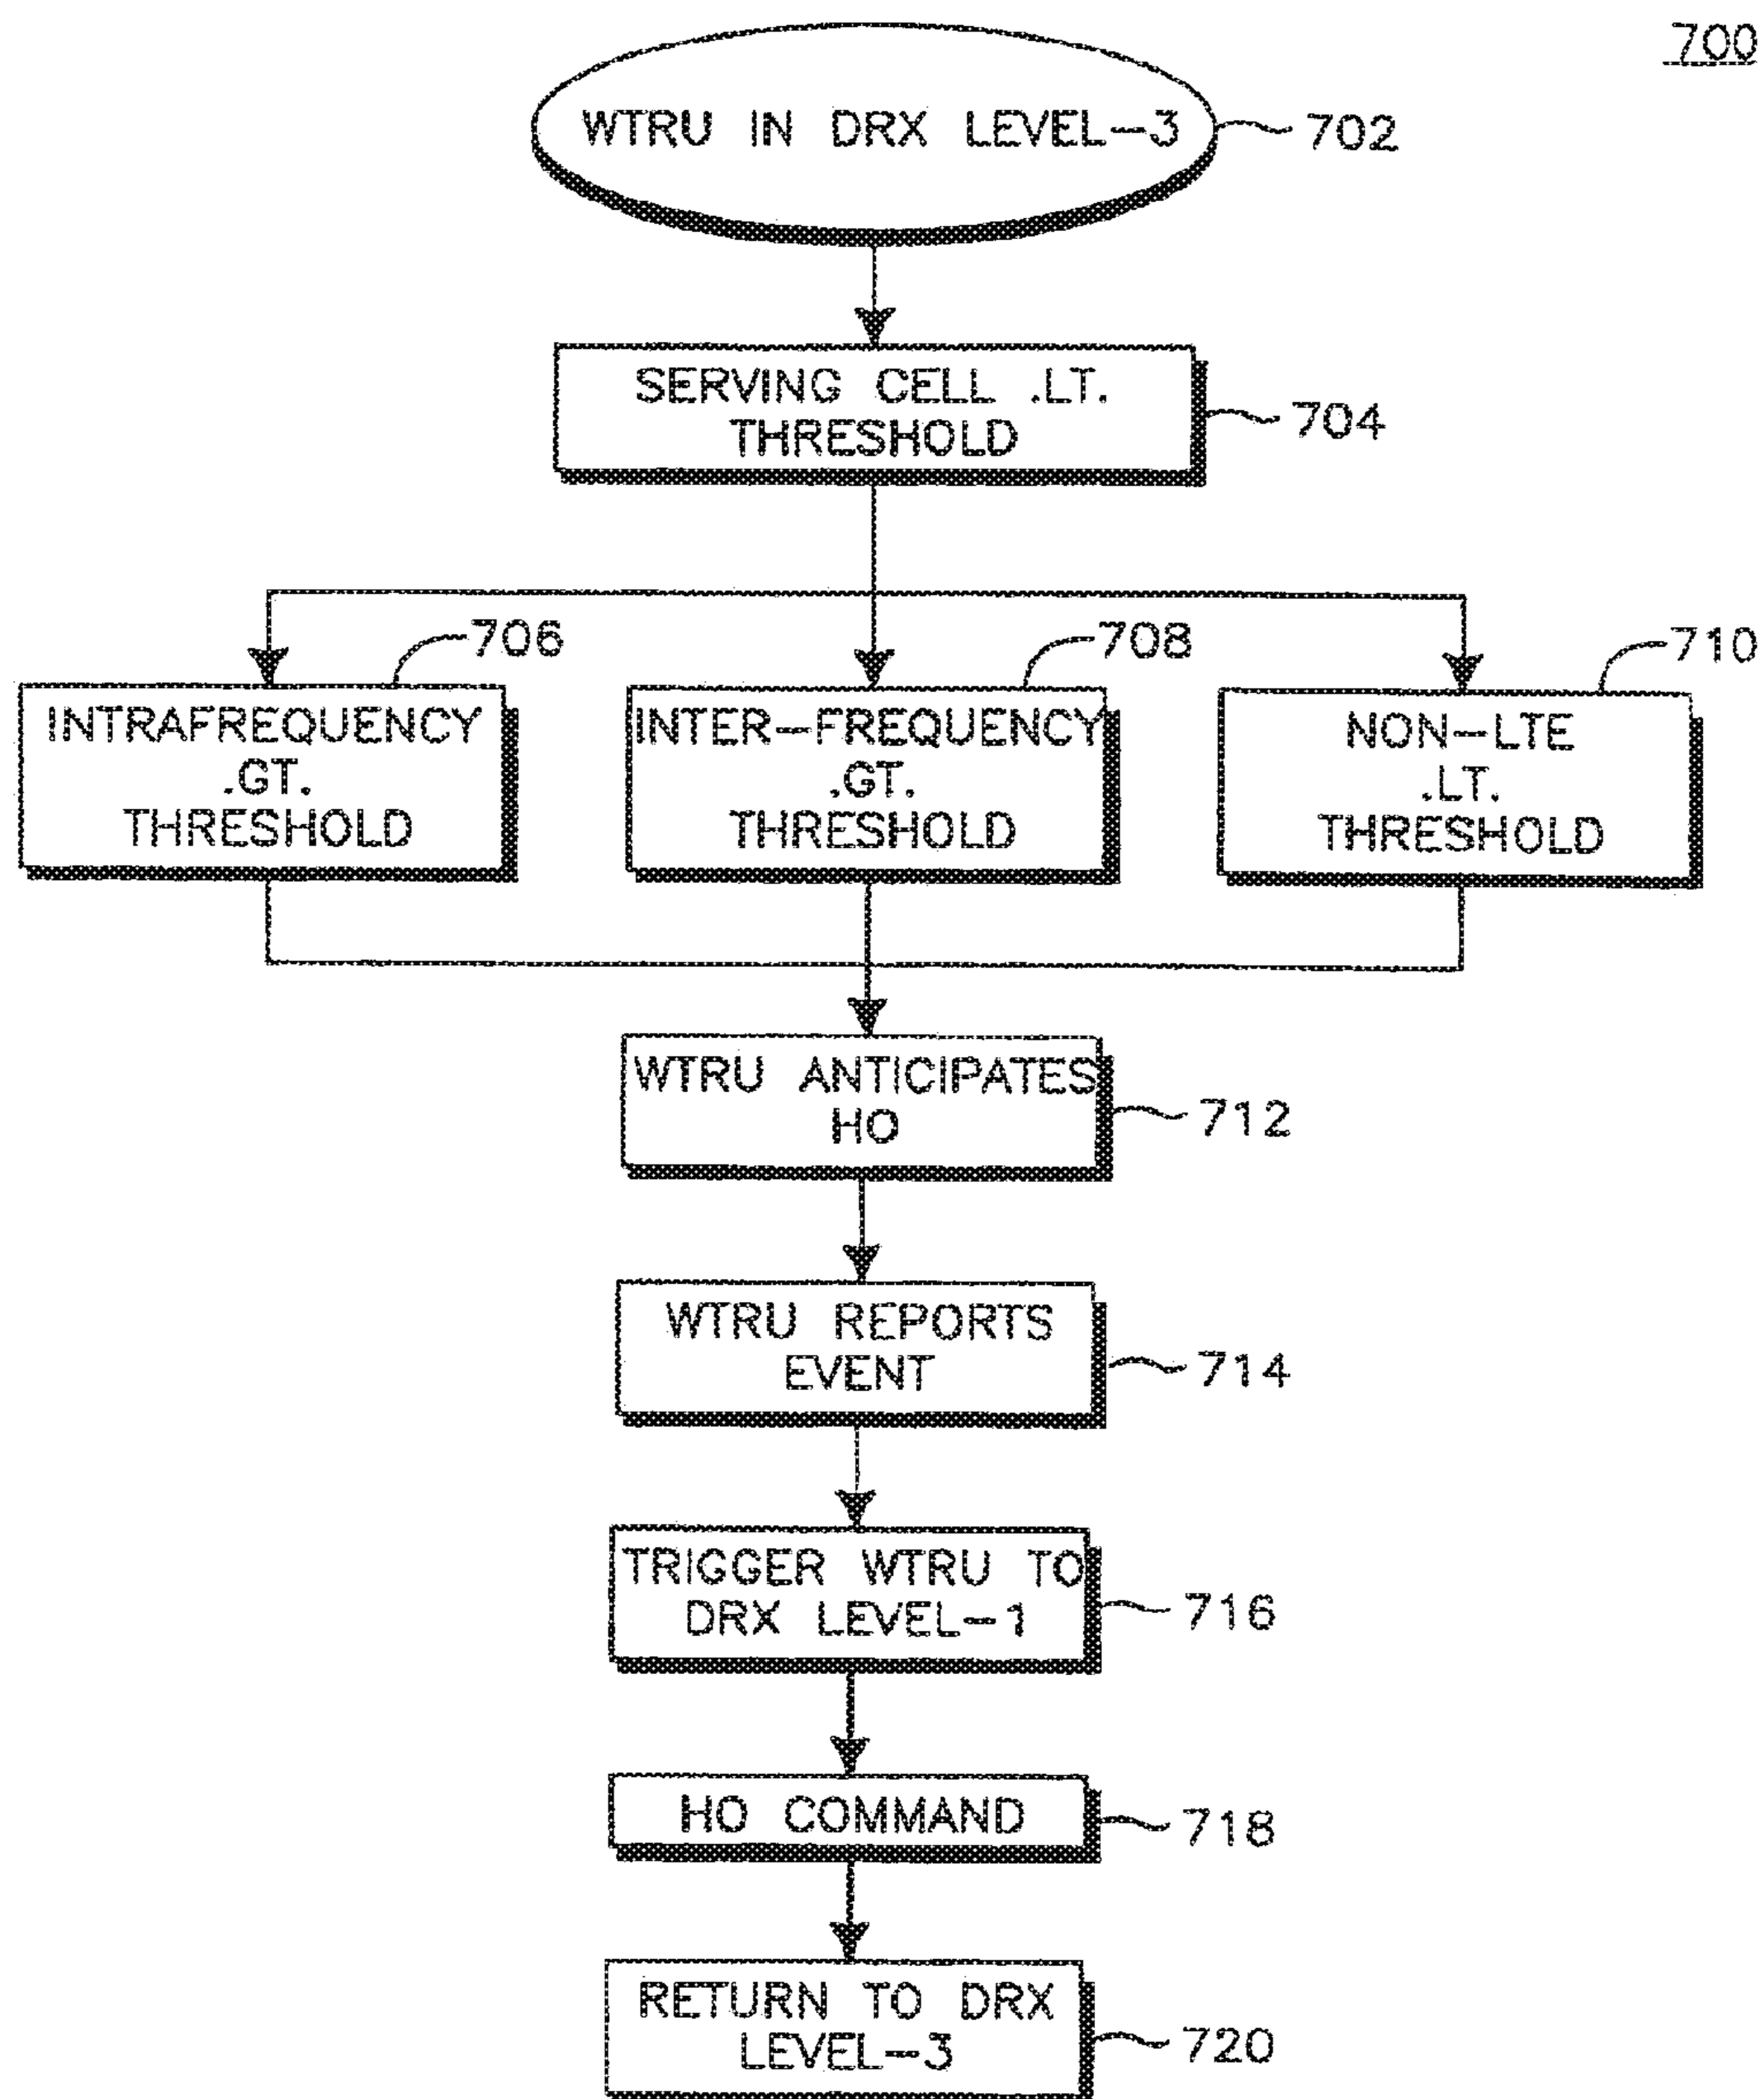 700
WTRU IN DRX LEVEL-3
702
SERVING CELL .LT.
THRESHOLD
704
706
708
710
INTRAFREQUENCY
.GT.
THRESHOLD
INTER-FREQUENCY
.GT.
THRESHOLD
NON-LTE
.LT.
THRESHOLD
WTRU ANTICIPATES
HO
712
WTRU REPORTS
EVENT
714
TRIGGER WTRU TO
DRX LEVEL-1
716
HO COMMAND
718
RETURN TO DRX
LEVEL-3
720